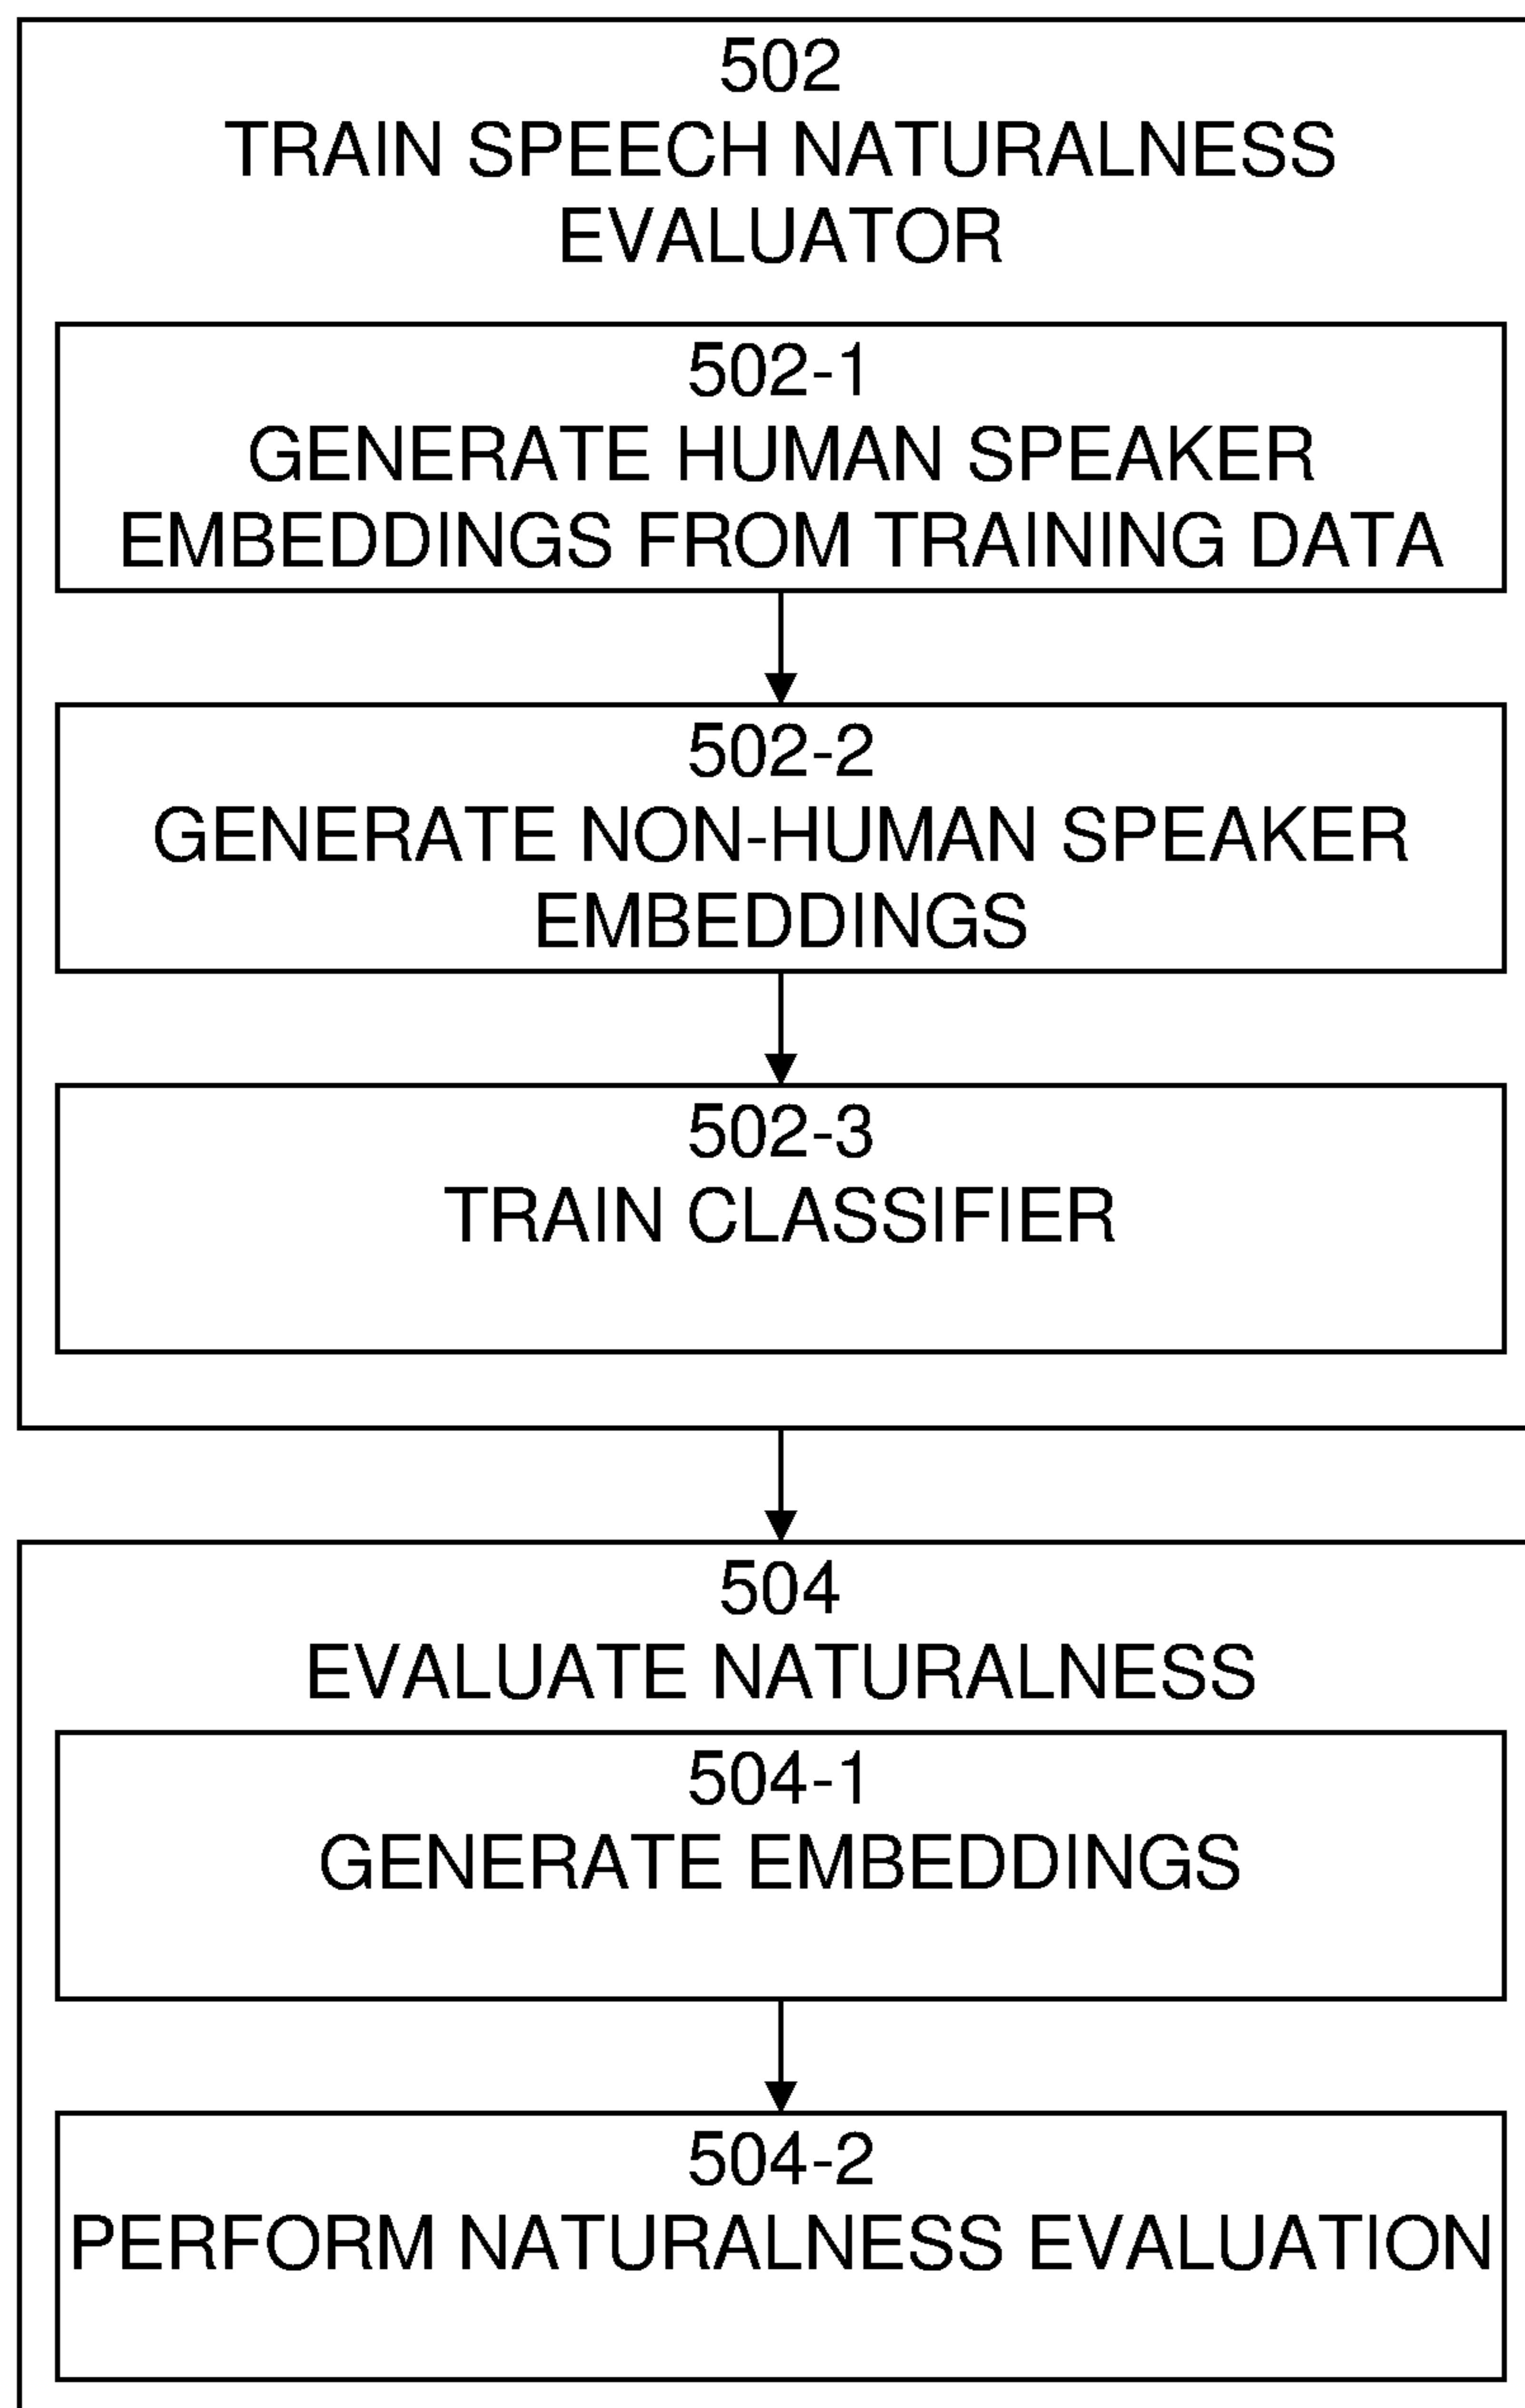 502
TRAIN SPEECH NATURALNESS
EVALUATOR
502-1
GENERATE HUMAN SPEAKER
EMBEDDINGS FROM TRAINING DATA
502-2
GENERATE NON-HUMAN SPEAKER
EMBEDDINGS
502-3
TRAIN CLASSIFIER
504
EVALUATE NATURALNESS
504-1
GENERATE EMBEDDINGS
504-2
PERFORM NATURALNESS EVALUATION